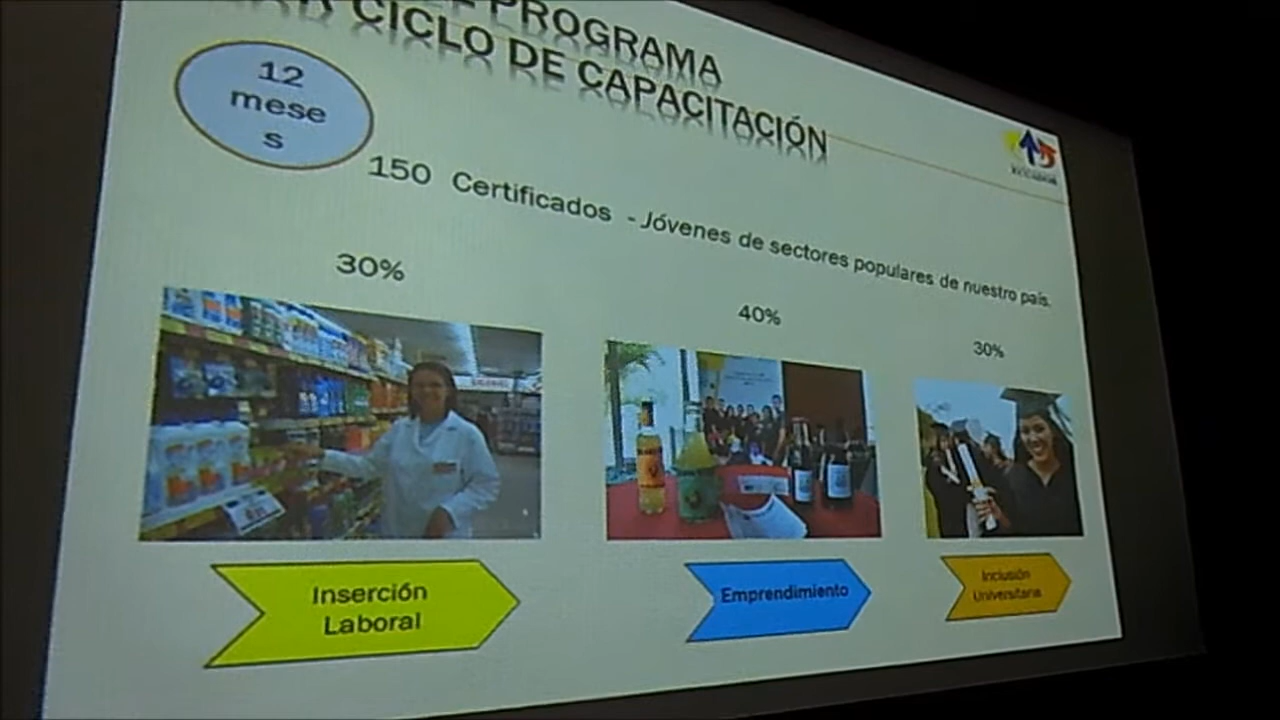 PROGRAMA
CICLO DE CAPACITACIÓN
12
mese
s
150 Certificados - Jóvenes de sectores populares de nuestro país.
30%
40%
30%
Inserción
Laboral
Emprendimiento
Inclusión
Universitaria